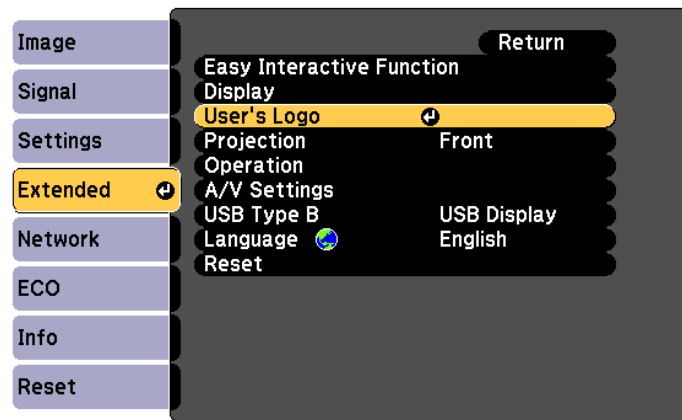 Image
Signal
Settings
Extended
Network
ECO
Info
Reset
Return
Easy Interactive Function
Display
User's Logo
Projection Front
Operation
A/V Settings
USB Type B USB Display
Language English
Reset